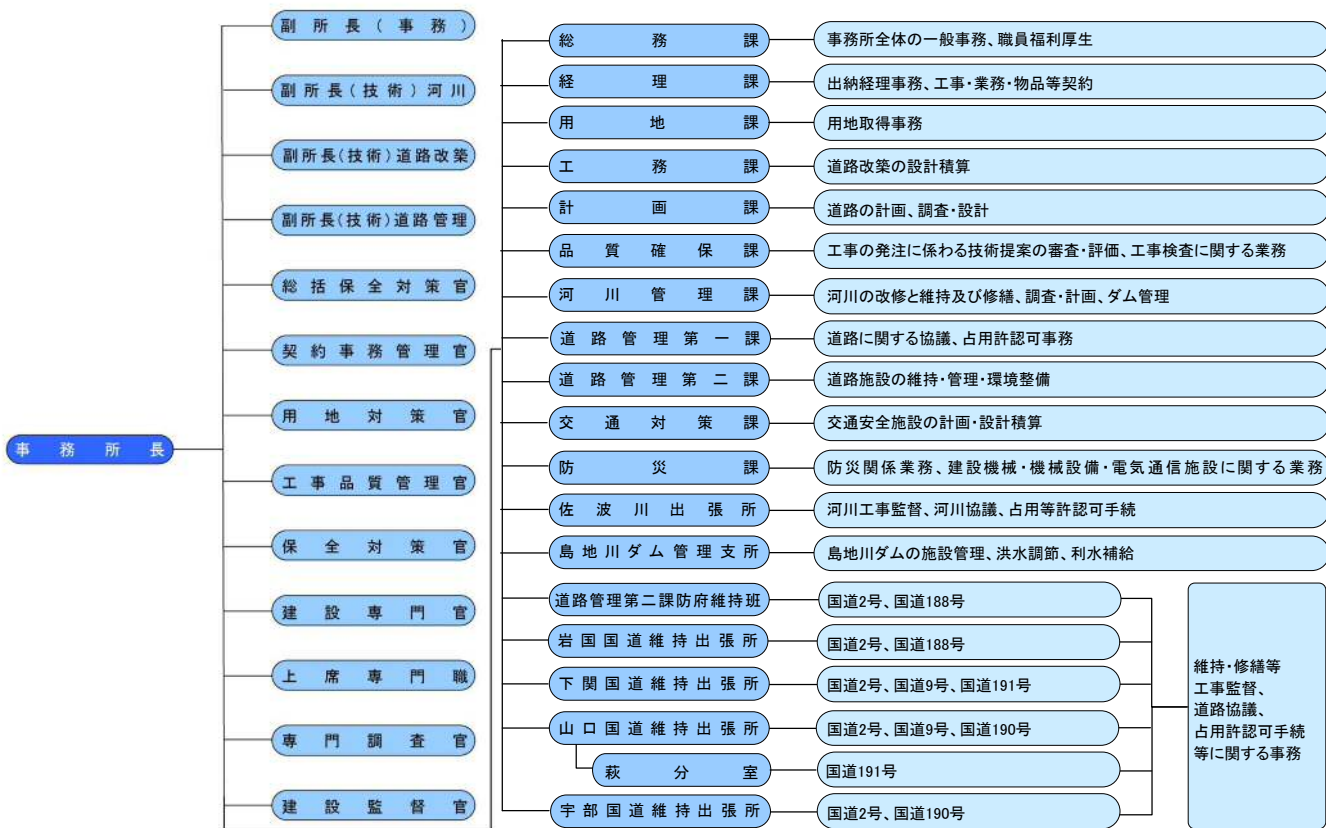 事務所長
副所長(事務)
副所長(技術)河川
副所長(技術)道路改築
副所長(技術)道路管理
総括保全対策官
契約事務管理官
用地対策官
工事品質管理官
保全対策官
建設専門官
上席専門職
専門調査官
建設監督官
総務課
事務所全体の一般事務、職員福利厚生
経理課
出納経理事務、工事・業務・物品等契約
用地課
用地取得事務
工務課
道路改築の設計積算
計画課
道路の計画、調査・設計
品質確保課
工事の発注に係わる技術提案の審査・評価、工事検査に関する業務
河川管理課
河川の改修と維持及び修繕、調査・計画、ダム管理
道路管理第一課
道路に関する協議、占用許認可事務
道路管理第二課
道路施設の維持・管理・環境整備
交通対策課
交通安全施設の計画・設計積算
防災課
防災関係業務、建設機械・機械設備・電気通信施設に関する業務
佐波川出張所
河川工事監督、河川協議、占用等許認可手続
島地川ダム管理支所
島地川ダムの施設管理、洪水調節、利水補給
道路管理第二課防府維持班
国道2号、国道188号
岩国国道維持出張所
国道2号、国道188号
下関国道維持出張所
国道2号、国道9号、国道191号
山口国道維持出張所
国道2号、国道9号、国道190号
萩分室
国道191号
宇部国道維持出張所
国道2号、国道190号
維持・修繕等
工事監督、
道路協議、
占用許認可手続
等に関する事務